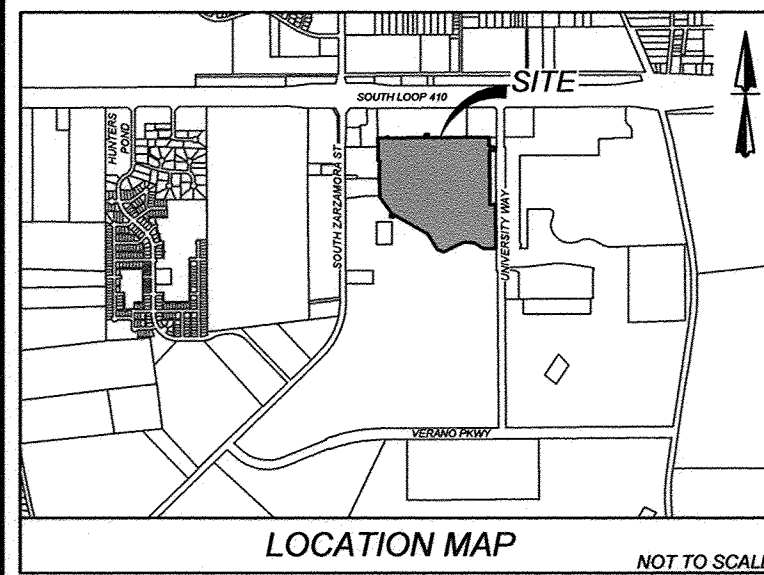 SITE
SOUTH LOOP 410
HUNTERS
POND
SOUTH ZARZAMORA ST
UNIVERSITY WAY
VERANO PKWY
LOCATION MAP
NOT TO SCALE